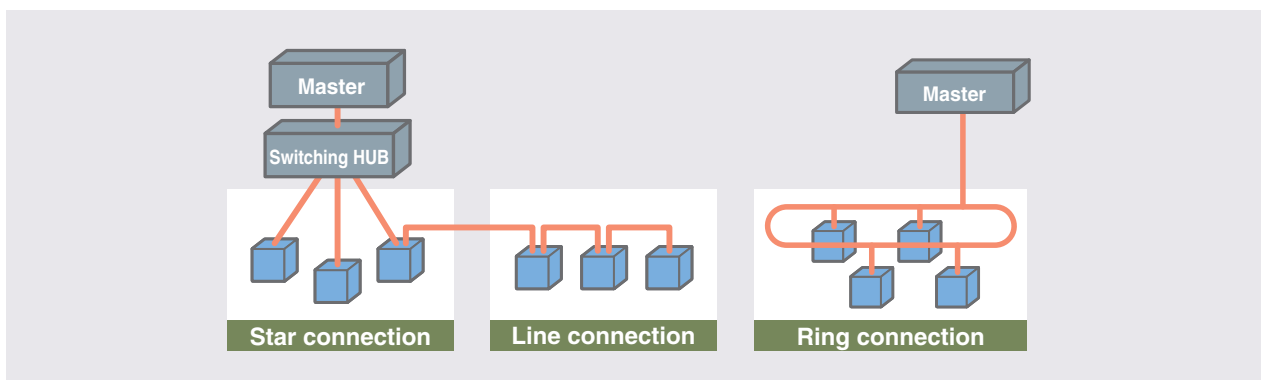 Master
Switching HUB
Master
Star connection
Line connection
Ring connection